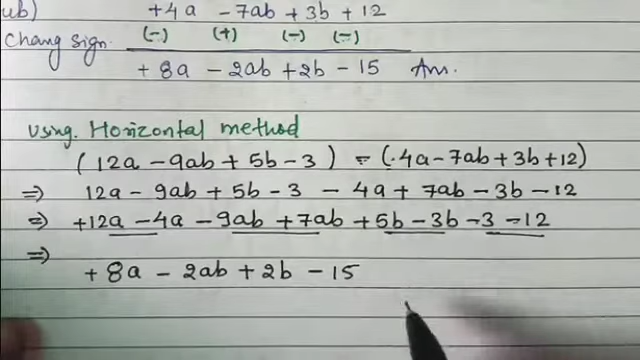 ub) +4a - 7ab + 3b + 12
Chang sign. (-) (+) (-) (-)
+ 8a - 2ab + 2b - 15 Am.
using. Horizontal method
(12a - 9ab + 5b - 3) - (4a - 7ab + 3b + 12)
⇒ 12a - 9ab + 5b - 3 - 4a + 7ab - 3b - 12
⇒ +12a - 4a - 9ab + 7ab + 5b - 3b - 3 - 12
⇒
+ 8a - 2ab + 2b - 15